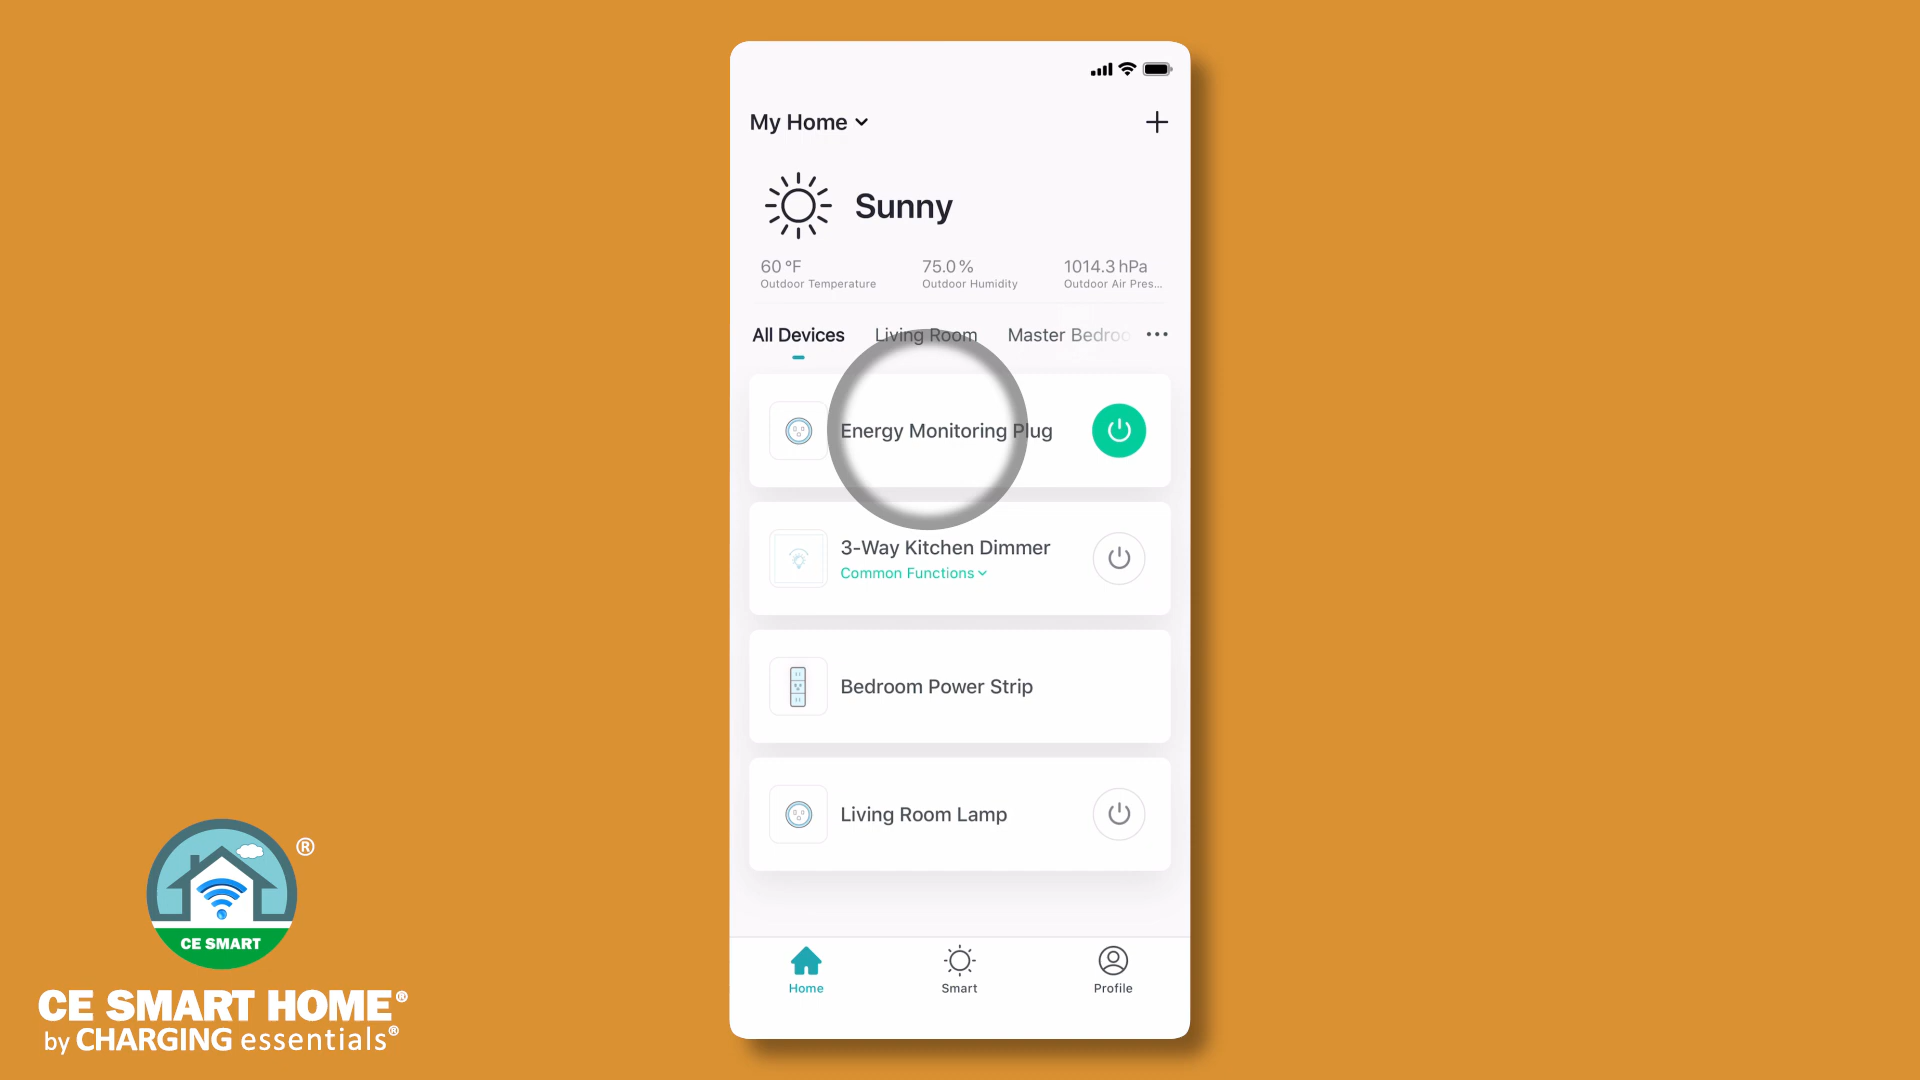 My Home
Sunny
60 °F
Outdoor Temperature
75.0 %
Outdoor Humidity
1014.3 hPa
Outdoor Air Pres...
All Devices
Living Room
Master Bedroo
Energy Monitoring Plug
3-Way Kitchen Dimmer
Common Functions
Bedroom Power Strip
Living Room Lamp
Home
Smart
Profile
®
CE SMART
CE SMART HOME®
by CHARGING essentials®